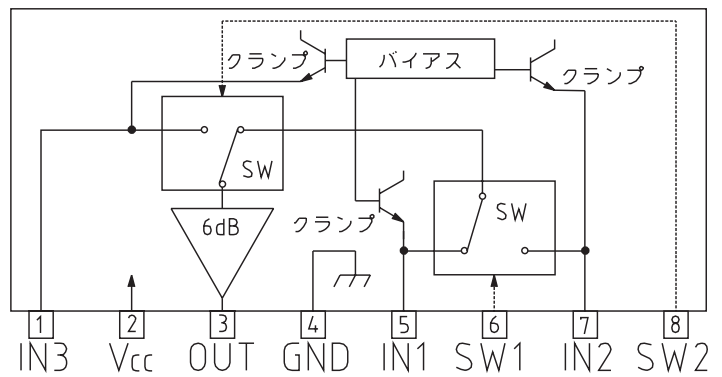 クランプ バイアス
クランプ
SW
クランプ SW
6dB
1 2 3 4 5 6 7 8
IN3 Vcc OUT GND IN1 SW1 IN2 SW2